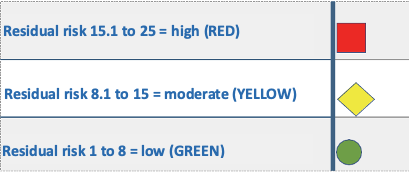 Residual risk 15.1 to 25 = high (RED)
Residual risk 8.1 to 15 = moderate (YELLOW)
Residual risk 1 to 8 = low (GREEN)